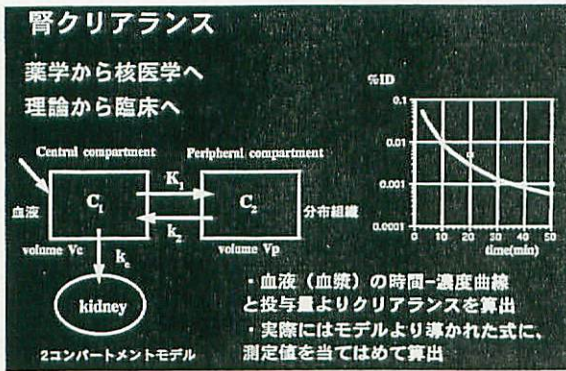 腎クリアランス
薬学から核医学へ
理論から臨床へ
Central compartment
Peripheral compartment
血液
C1
K1
k2
C2
分布組織
volume Vc
volume Vp
ke
kidney
2コンパートメントモデル
%ID
0.1
0.01
0.001
0.0001
0 10 20 30 40 50
time(min)
・血液（血漿）の時間-濃度曲線
と投与量よりクリアランスを算出
・実際にはモデルより導かれた式に、
測定値を当てはめて算出